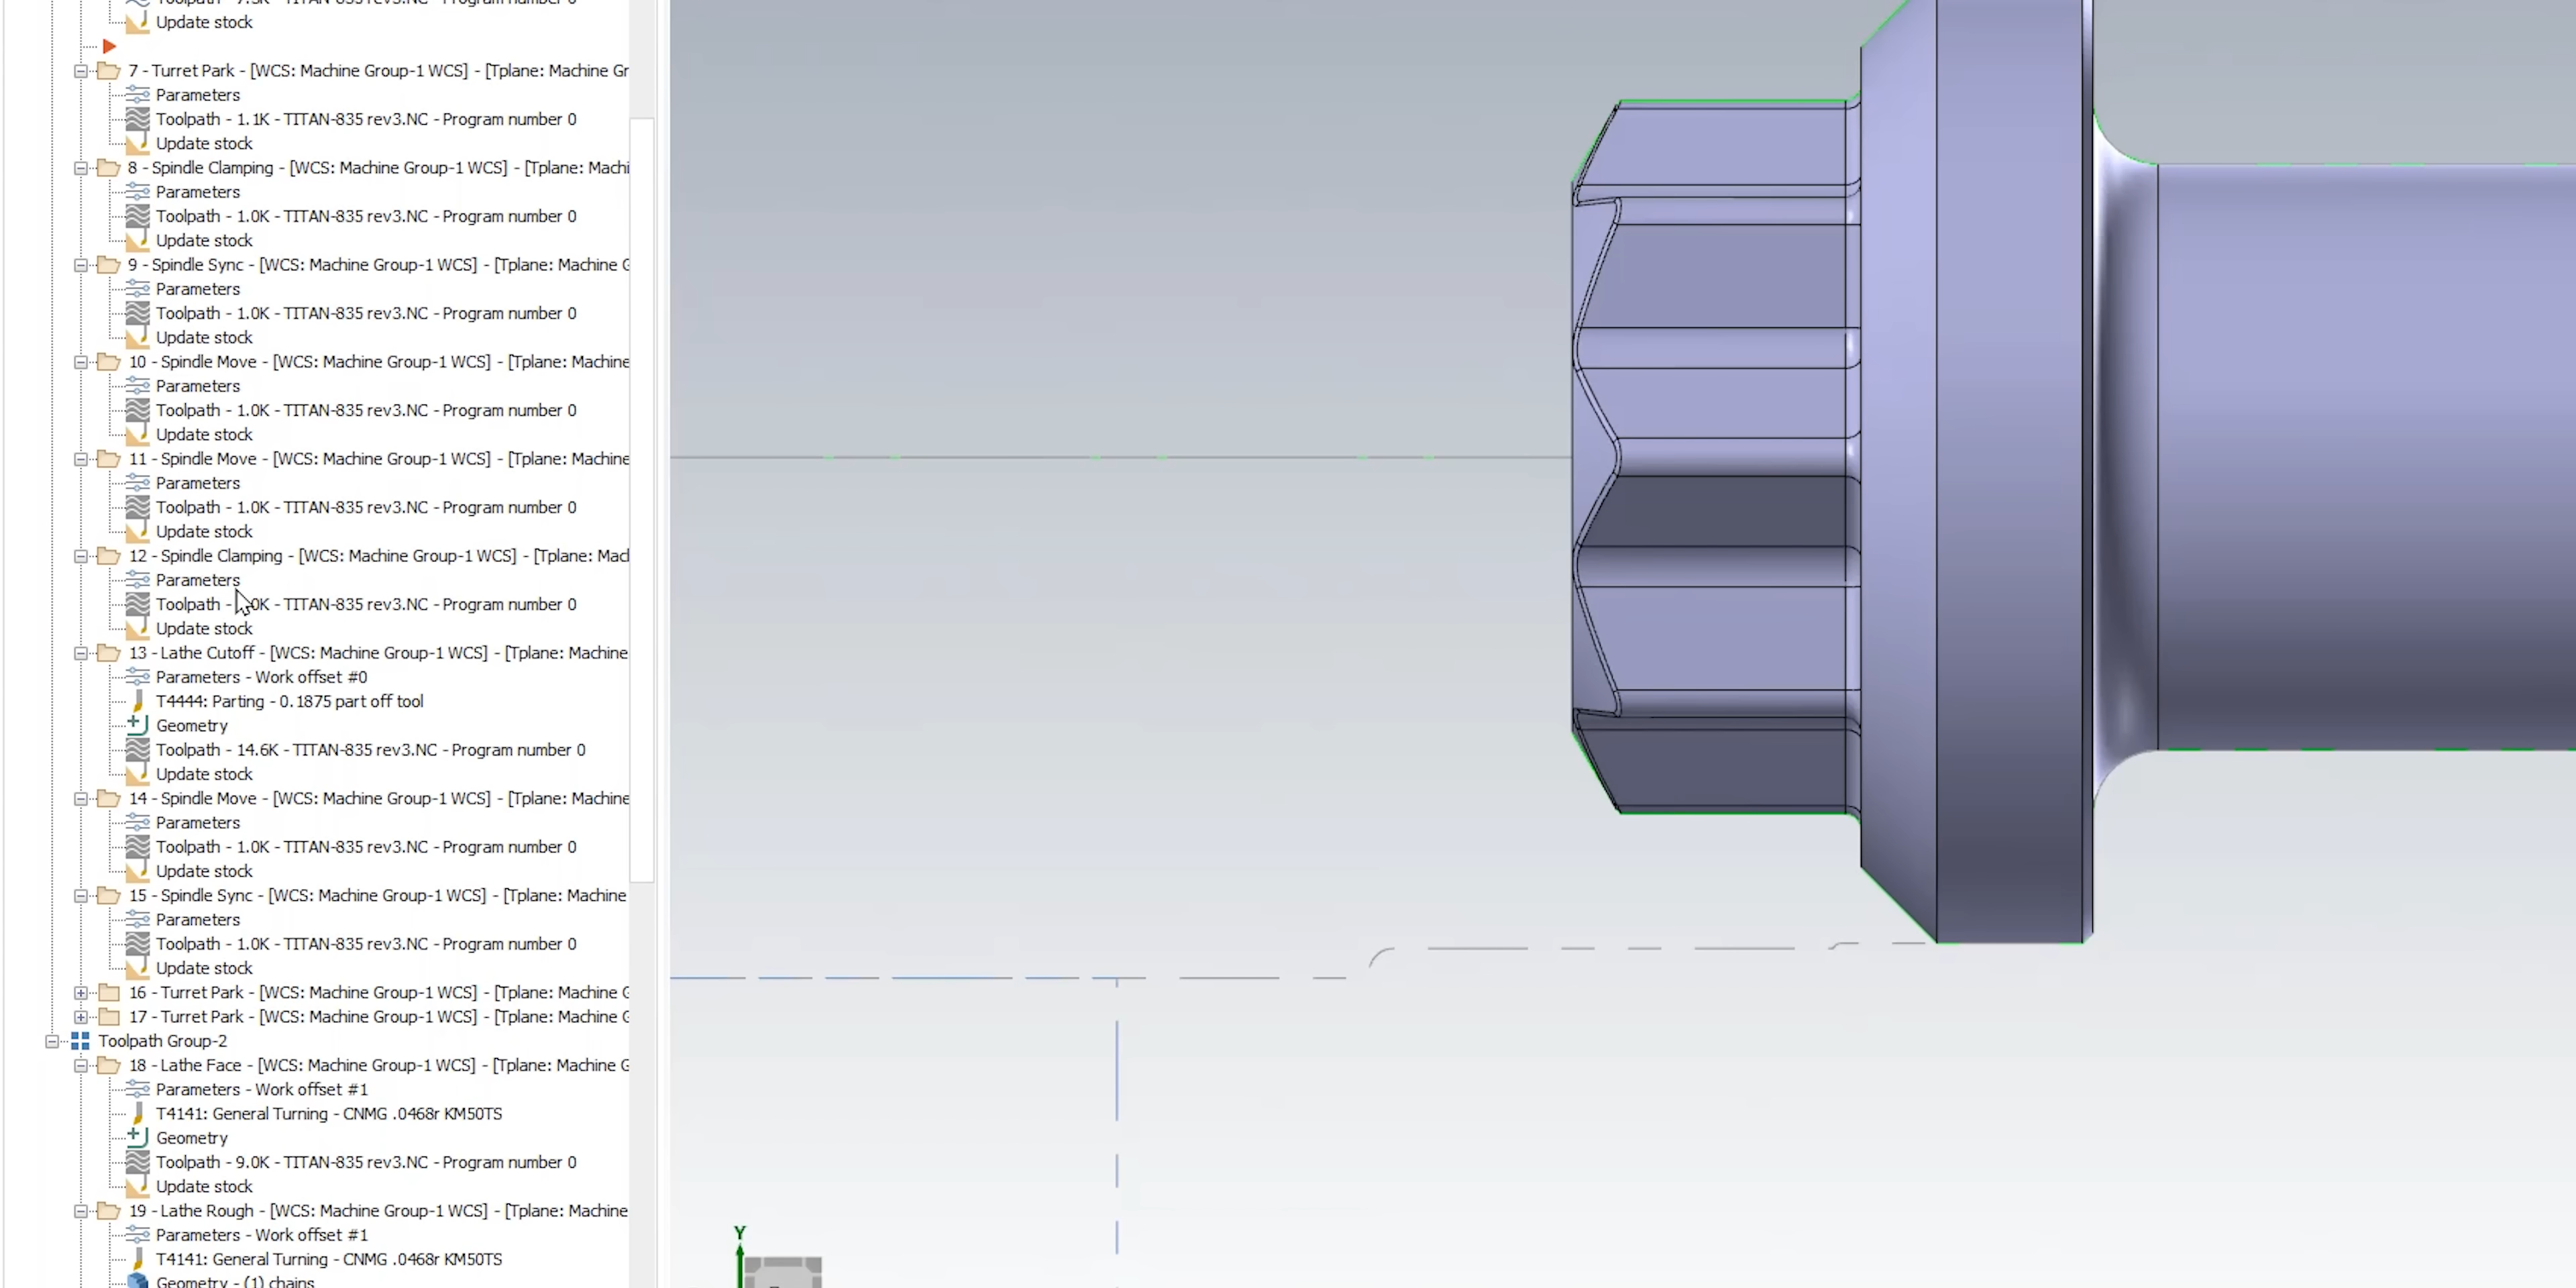 Toolpath - 7.5K - TITAN-835 rev3.NC - Program number 0
Update stock
7 - Turret Park - [WCS: Machine Group-1 WCS] - [Tplane: Machine Gr
Parameters
Toolpath - 1.1K - TITAN-835 rev3.NC - Program number 0
Update stock
8 - Spindle Clamping - [WCS: Machine Group-1 WCS] - [Tplane: Machi
Parameters
Toolpath - 1.0K - TITAN-835 rev3.NC - Program number 0
Update stock
9 - Spindle Sync - [WCS: Machine Group-1 WCS] - [Tplane: Machine G
Parameters
Toolpath - 1.0K - TITAN-835 rev3.NC - Program number 0
Update stock
10 - Spindle Move - [WCS: Machine Group-1 WCS] - [Tplane: Machine
Parameters
Toolpath - 1.0K - TITAN-835 rev3.NC - Program number 0
Update stock
11 - Spindle Move - [WCS: Machine Group-1 WCS] - [Tplane: Machine
Parameters
Toolpath - 1.0K - TITAN-835 rev3.NC - Program number 0
Update stock
12 - Spindle Clamping - [WCS: Machine Group-1 WCS] - [Tplane: Mac
Parameters
Toolpath - 0K - TITAN-835 rev3.NC - Program number 0
Update stock
13 - Lathe Cutoff - [WCS: Machine Group-1 WCS] - [Tplane: Machine
Parameters - Work offset #0
T4444: Parting - 0.1875 part off tool
Geometry
Toolpath - 14.6K - TITAN-835 rev3.NC - Program number 0
Update stock
14 - Spindle Move - [WCS: Machine Group-1 WCS] - [Tplane: Machine
Parameters
Toolpath - 1.0K - TITAN-835 rev3.NC - Program number 0
Update stock
15 - Spindle Sync - [WCS: Machine Group-1 WCS] - [Tplane: Machine
Parameters
Toolpath - 1.0K - TITAN-835 rev3.NC - Program number 0
Update stock
16 - Turret Park - [WCS: Machine Group-1 WCS] - [Tplane: Machine G
17 - Turret Park - [WCS: Machine Group-1 WCS] - [Tplane: Machine G
Toolpath Group-2
18 - Lathe Face - [WCS: Machine Group-1 WCS] - [Tplane: Machine G
Parameters - Work offset #1
T4141: General Turning - CNMG .0468r KM50TS
Geometry
Toolpath - 9.0K - TITAN-835 rev3.NC - Program number 0
Update stock
19 - Lathe Rough - [WCS: Machine Group-1 WCS] - [Tplane: Machine
Parameters - Work offset #1
T4141: General Turning - CNMG .0468r KM50TS
Geometry - (1) chains
Y